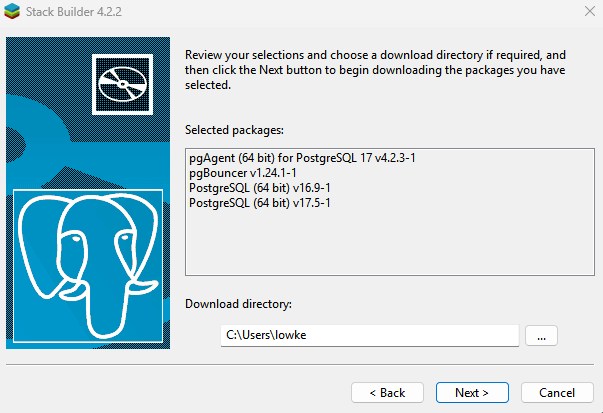 Stack Builder 4.2.2
Review your selections and choose a download directory if required, and
then click the Next button to begin downloading the packages you have
selected.
Selected packages:
pgAgent (64 bit) for PostgreSQL 17 v4.2.3-1
pgBouncer v1.24.1-1
PostgreSQL (64 bit) v16.9-1
PostgreSQL (64 bit) v17.5-1
Download directory:
C:\Users\lowke
...
< Back
Next >
Cancel